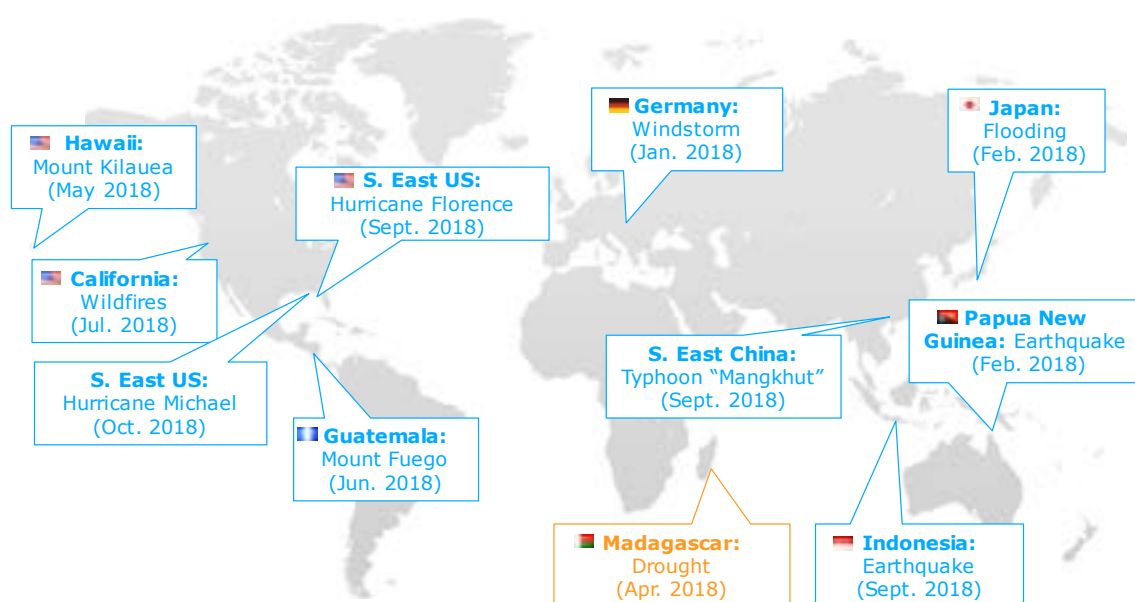 Germany:
Windstorm
(Jan. 2018)
Japan:
Flooding
(Feb. 2018)
Hawaii:
Mount Kilauea
(May 2018)
S. East US:
Hurricane Florence
(Sept. 2018)
California:
Wildfires
(Jul. 2018)
Papua New
Guinea: Earthquake
(Feb. 2018)
S. East China:
Typhoon “Mangkhut”
(Sept. 2018)
S. East US:
Hurricane Michael
(Oct. 2018)
Guatemala:
Mount Fuego
(Jun. 2018)
Madagascar:
Drought
(Apr. 2018)
Indonesia:
Earthquake
(Sept. 2018)